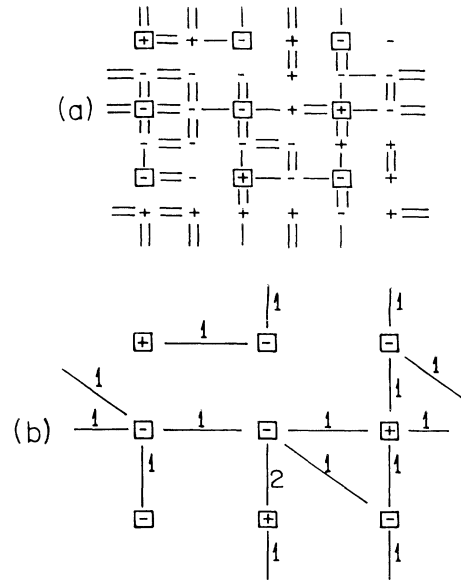 + + - + - -
- - - + - -
(a) - - - + + -
- - - - + +
- - + - - +
+ + + + - +
1 1
+ 1 - -
1 1 1
(b) 1 - 1 - 1 + 1
1 2 1 1
- + -
1 1